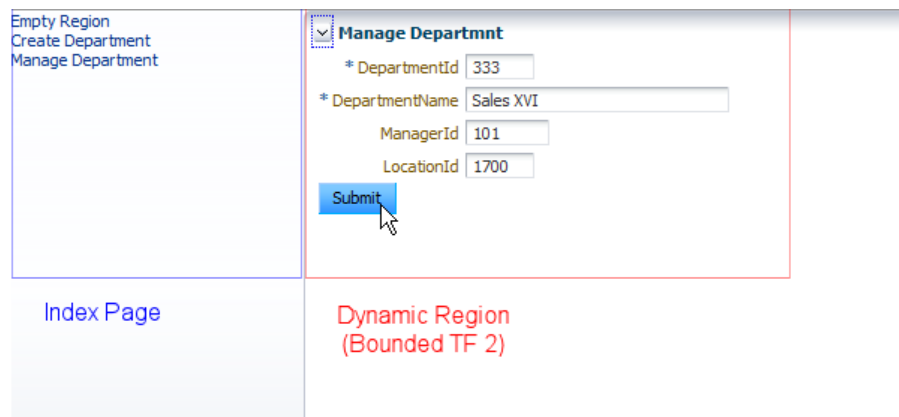 Empty Region
Create Department
Manage Department
Manage Departmnt
* DepartmentId 333
* DepartmentName Sales XVI
ManagerId 101
LocationId 1700
Submit
Index Page
Dynamic Region
(Bounded TF 2)